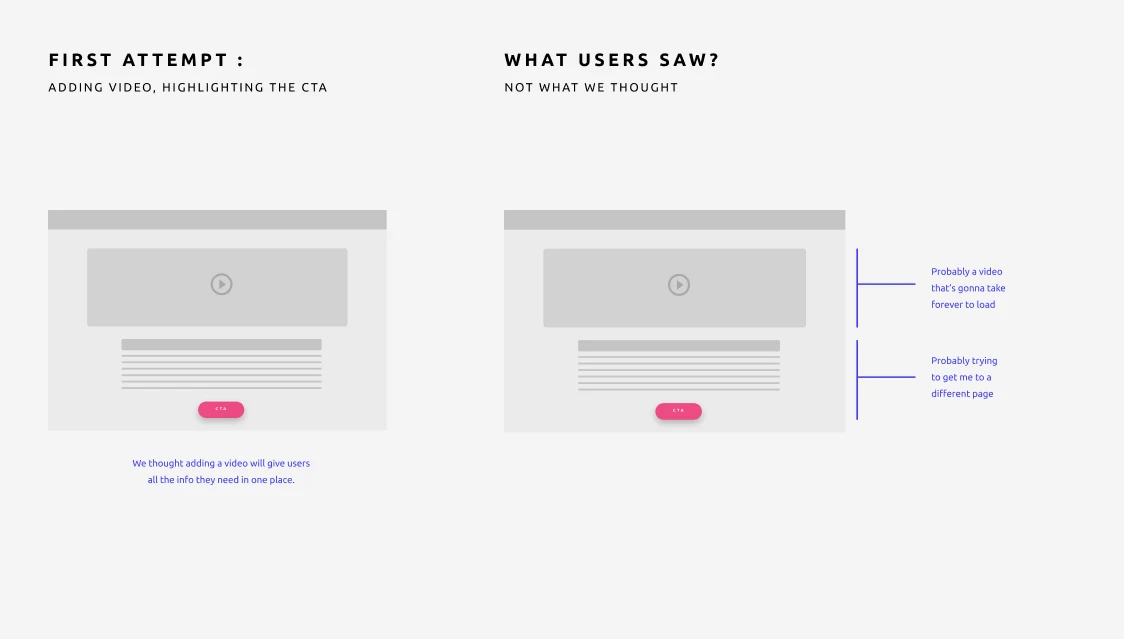 FIRST ATTEMPT :
ADDING VIDEO, HIGHLIGHTING THE CTA
CTA
We thought adding a video will give users
all the info they need in one place.
WHAT USERS SAW?
NOT WHAT WE THOUGHT
CTA
Probably a video
that's gonna take
forever to load
Probably trying
to get me to a
different page